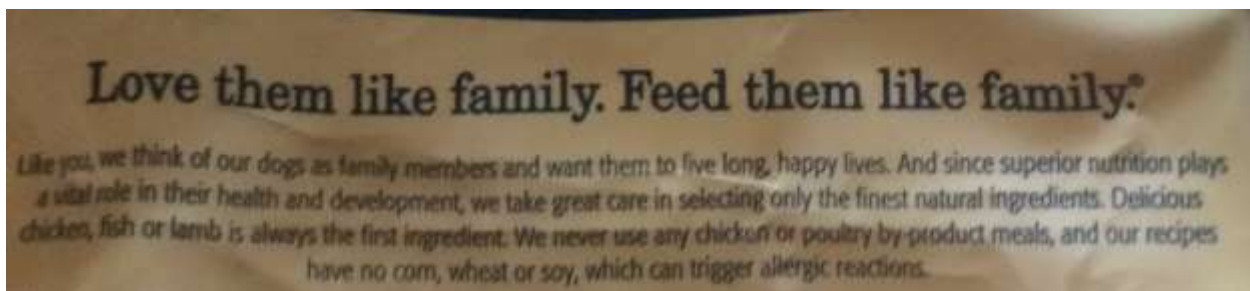 Love them like family. Feed them like family.®
Like you, we think of our dogs as family members and want them to live long, happy lives. And since superior nutrition plays
a vital role in their health and development, we take great care in selecting only the finest natural ingredients. Delicious
chicken, fish or lamb is always the first ingredient. We never use any chicken or poultry by-product meals, and our recipes
have no corn, wheat or soy, which can trigger allergic reactions.